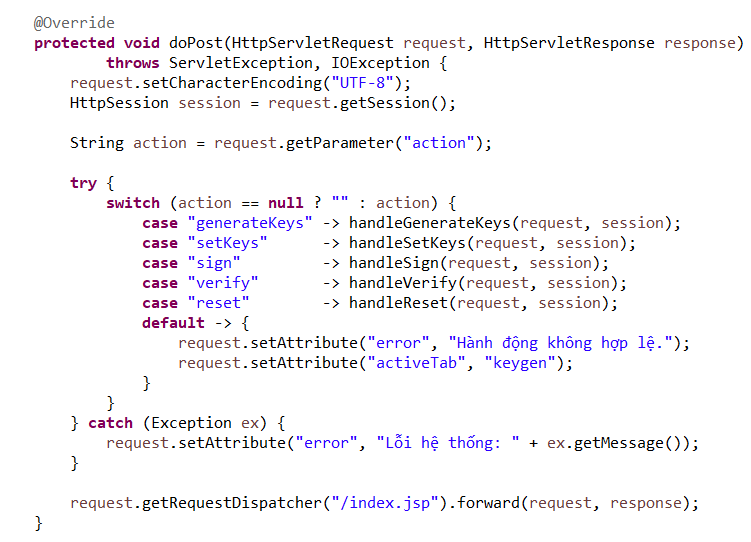 @Override
protected void doPost(HttpServletRequest request, HttpServletResponse response)
        throws ServletException, IOException {
    request.setCharacterEncoding("UTF-8");
    HttpSession session = request.getSession();

    String action = request.getParameter("action");

    try {
        switch (action == null ? "" : action) {
            case "generateKeys" -> handleGenerateKeys(request, session);
            case "setKeys"      -> handleSetKeys(request, session);
            case "sign"         -> handleSign(request, session);
            case "verify"       -> handleVerify(request, session);
            case "reset"        -> handleReset(request, session);
            default -> {
                request.setAttribute("error", "Hành động không hợp lệ.");
                request.setAttribute("activeTab", "keygen");
            }
        }
    } catch (Exception ex) {
        request.setAttribute("error", "Lỗi hệ thống: " + ex.getMessage());
    }

    request.getRequestDispatcher("/index.jsp").forward(request, response);
}